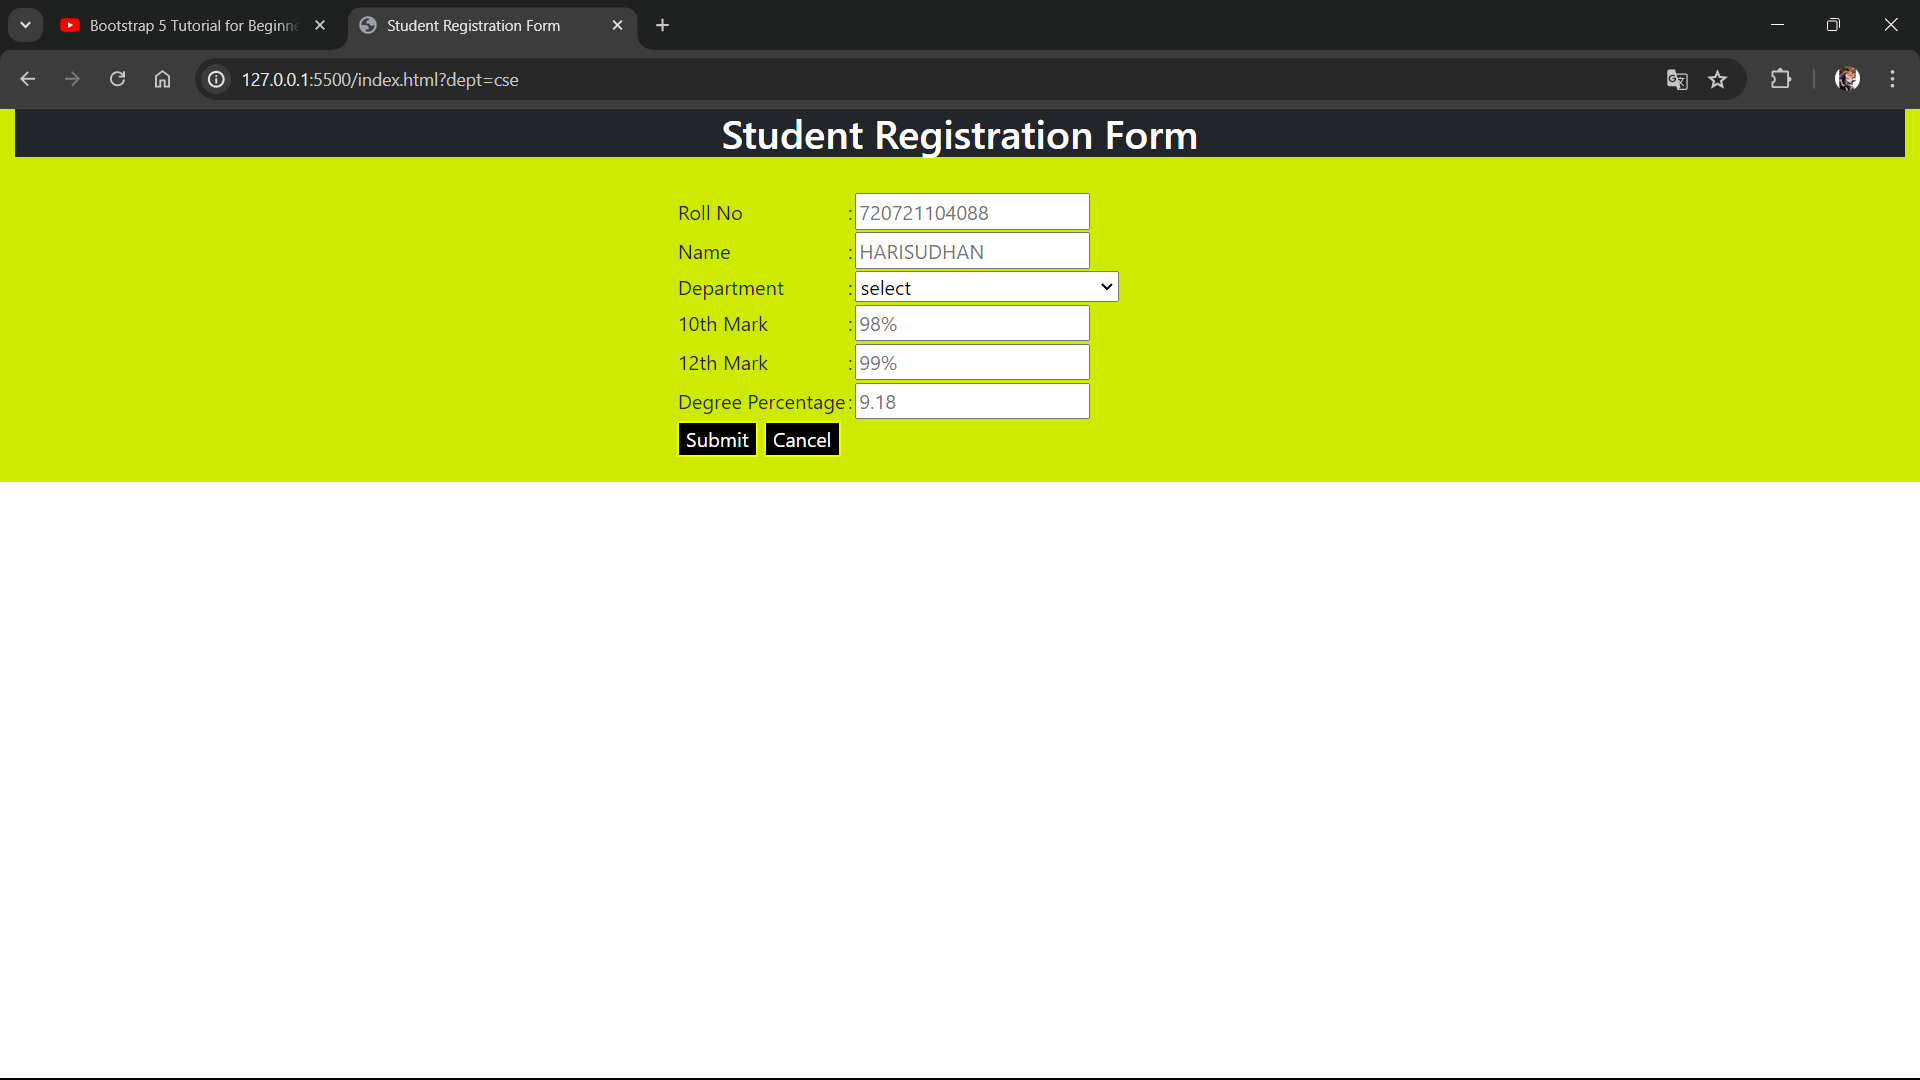 Bootstrap 5 Tutorial for Beginne
Student Registration Form
127.0.0.1:5500/index.html?dept=cse
Student Registration Form
Roll No : 720721104088
Name : HARISUDHAN
Department : select
10th Mark : 98%
12th Mark : 99%
Degree Percentage : 9.18
Submit Cancel